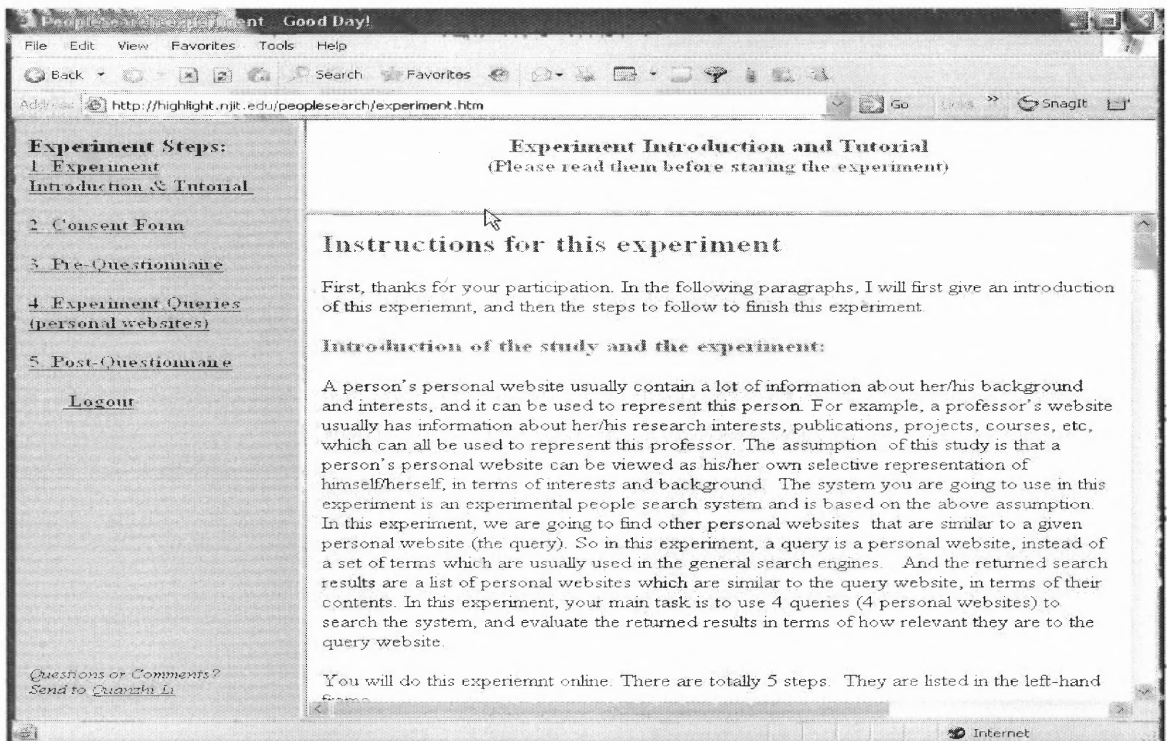 PeopleSearch Experiment - Good Day!
File Edit View Favorites Tools Help
Back Search Favorites
Address http://highlight.njit.edu/peoplesearch/experiment.htm Go Links » SnagIt
Experiment Steps:
1. Experiment
Introduction & Tutorial
2. Consent Form
3. Pre-Questionnaire
4. Experiment Queries
(personal websites)
5. Post-Questionnaire
Logout
Questions or Comments?
Send to Quanzhi Li
Experiment Introduction and Tutorial
(Please read them before staring the experiment)
Instructions for this experiment
First, thanks for your participation. In the following paragraphs, I will first give an introduction
of this experiemnt, and then the steps to follow to finish this experiment.
Introduction of the study and the experiment:
A person's personal website usually contain a lot of information about her/his background
and interests, and it can be used to represent this person. For example, a professor's website
usually has information about her/his research interests, publications, projects, courses, etc,
which can all be used to represent this professor. The assumption of this study is that a
person's personal website can be viewed as his/her own selective representation of
himself/herself, in terms of interests and background. The system you are going to use in this
experiment is an experimental people search system and is based on the above assumption.
In this experiment, we are going to find other personal websites that are similar to a given
personal website (the query). So in this experiment, a query is a personal website, instead of
a set of terms which are usually used in the general search engines. And the returned search
results are a list of personal websites which are similar to the query website, in terms of their
contents. In this experiment, your main task is to use 4 queries (4 personal websites) to
search the system, and evaluate the returned results in terms of how relevant they are to the
query website.
You will do this experiemnt online. There are totally 5 steps. They are listed in the left-hand
frame
Internet